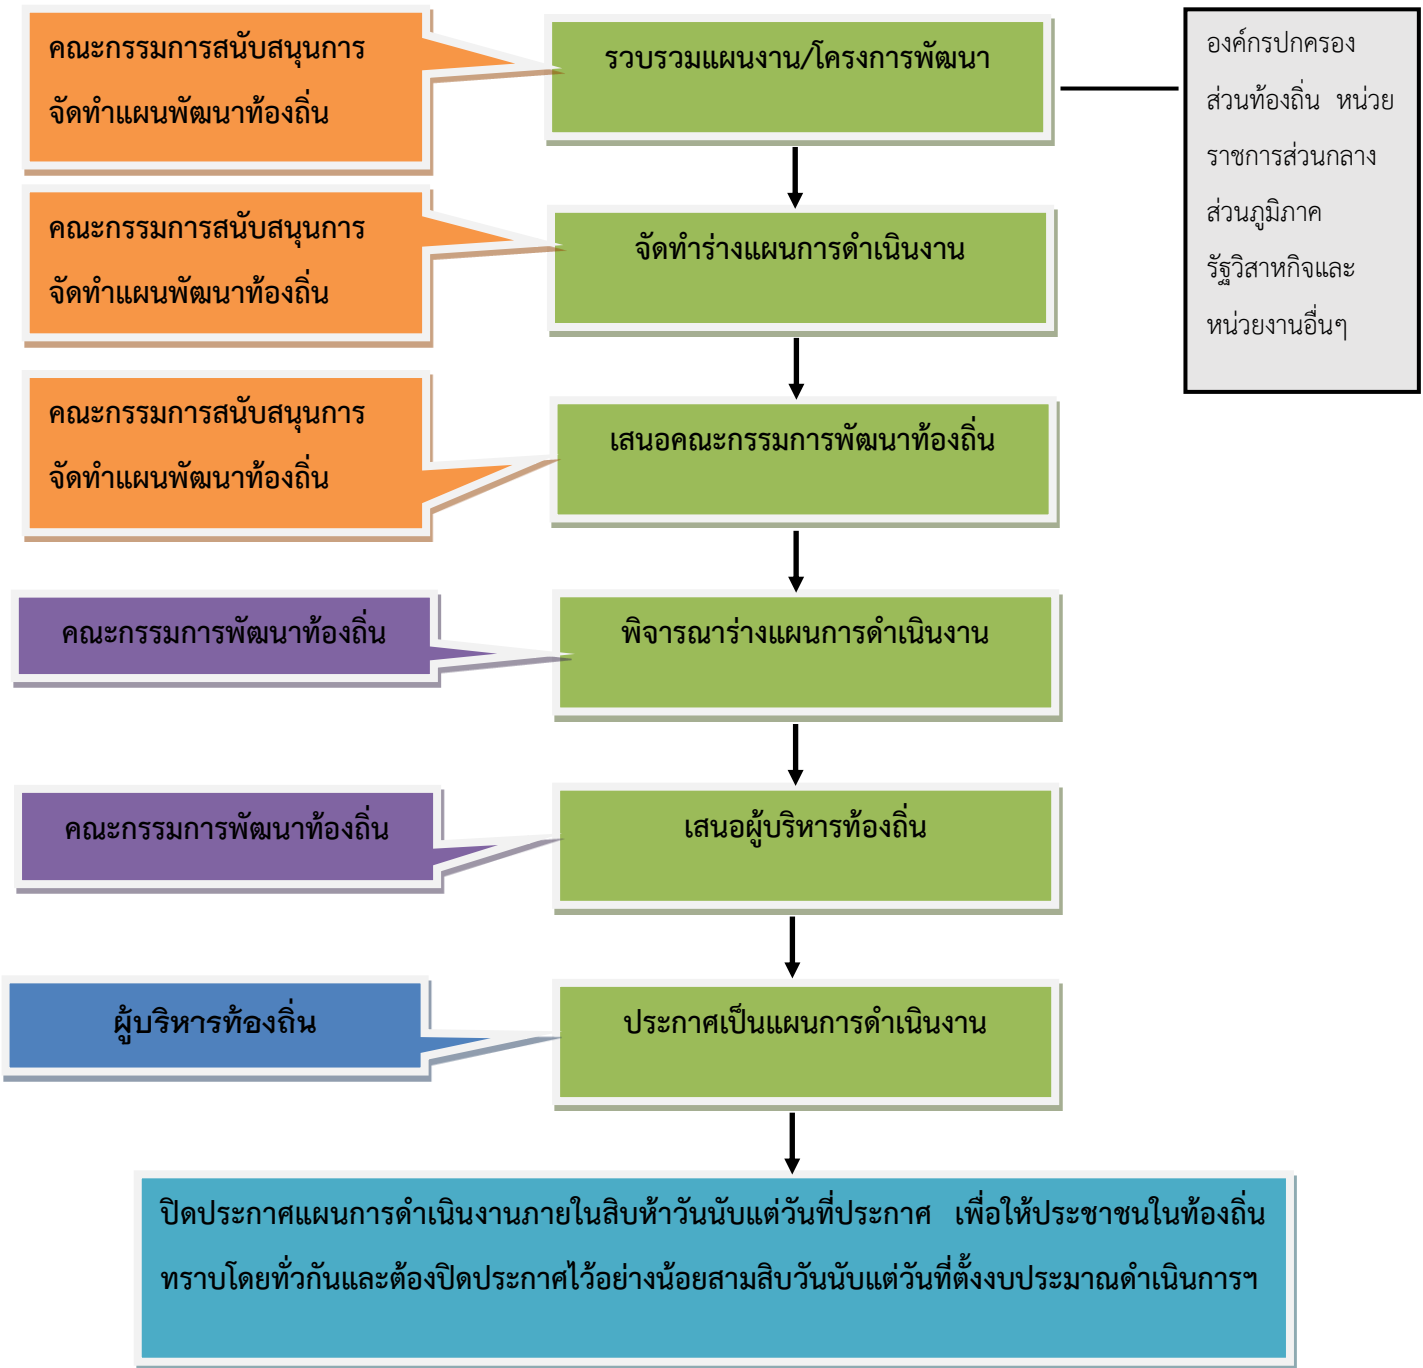 คณะกรรมการสนับสนุนการ
จัดทำแผนพัฒนาท้องถิ่น
รวบรวมแผนงาน/โครงการพัฒนา
องค์กรปกครอง
ส่วนท้องถิ่น หน่วย
ราชการส่วนกลาง
ส่วนภูมิภาค
รัฐวิสาหกิจและ
หน่วยงานอื่นๆ
คณะกรรมการสนับสนุนการ
จัดทำแผนพัฒนาท้องถิ่น
จัดทำร่างแผนการดำเนินงาน
คณะกรรมการสนับสนุนการ
จัดทำแผนพัฒนาท้องถิ่น
เสนอคณะกรรมการพัฒนาท้องถิ่น
คณะกรรมการพัฒนาท้องถิ่น
พิจารณาร่างแผนการดำเนินงาน
คณะกรรมการพัฒนาท้องถิ่น
เสนอผู้บริหารท้องถิ่น
ผู้บริหารท้องถิ่น
ประกาศเป็นแผนการดำเนินงาน
ปิดประกาศแผนการดำเนินงานภายในสิบห้าวันนับแต่วันที่ประกาศ เพื่อให้ประชาชนในท้องถิ่น
ทราบโดยทั่วกันและต้องปิดประกาศไว้อย่างน้อยสามสิบวันนับแต่วันที่ตั้งงบประมาณดำเนินการฯ